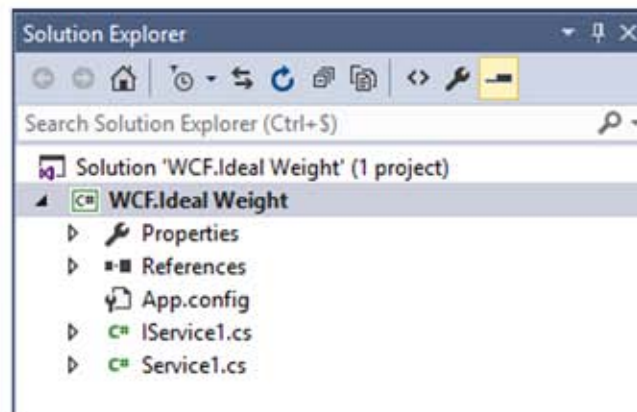 Solution Explorer
Search Solution Explorer (Ctrl+$)
Solution 'WCF.Ideal Weight' (1 project)
C# WCF.Ideal Weight
Properties
References
App.config
C# IService1.cs
C# Service1.cs